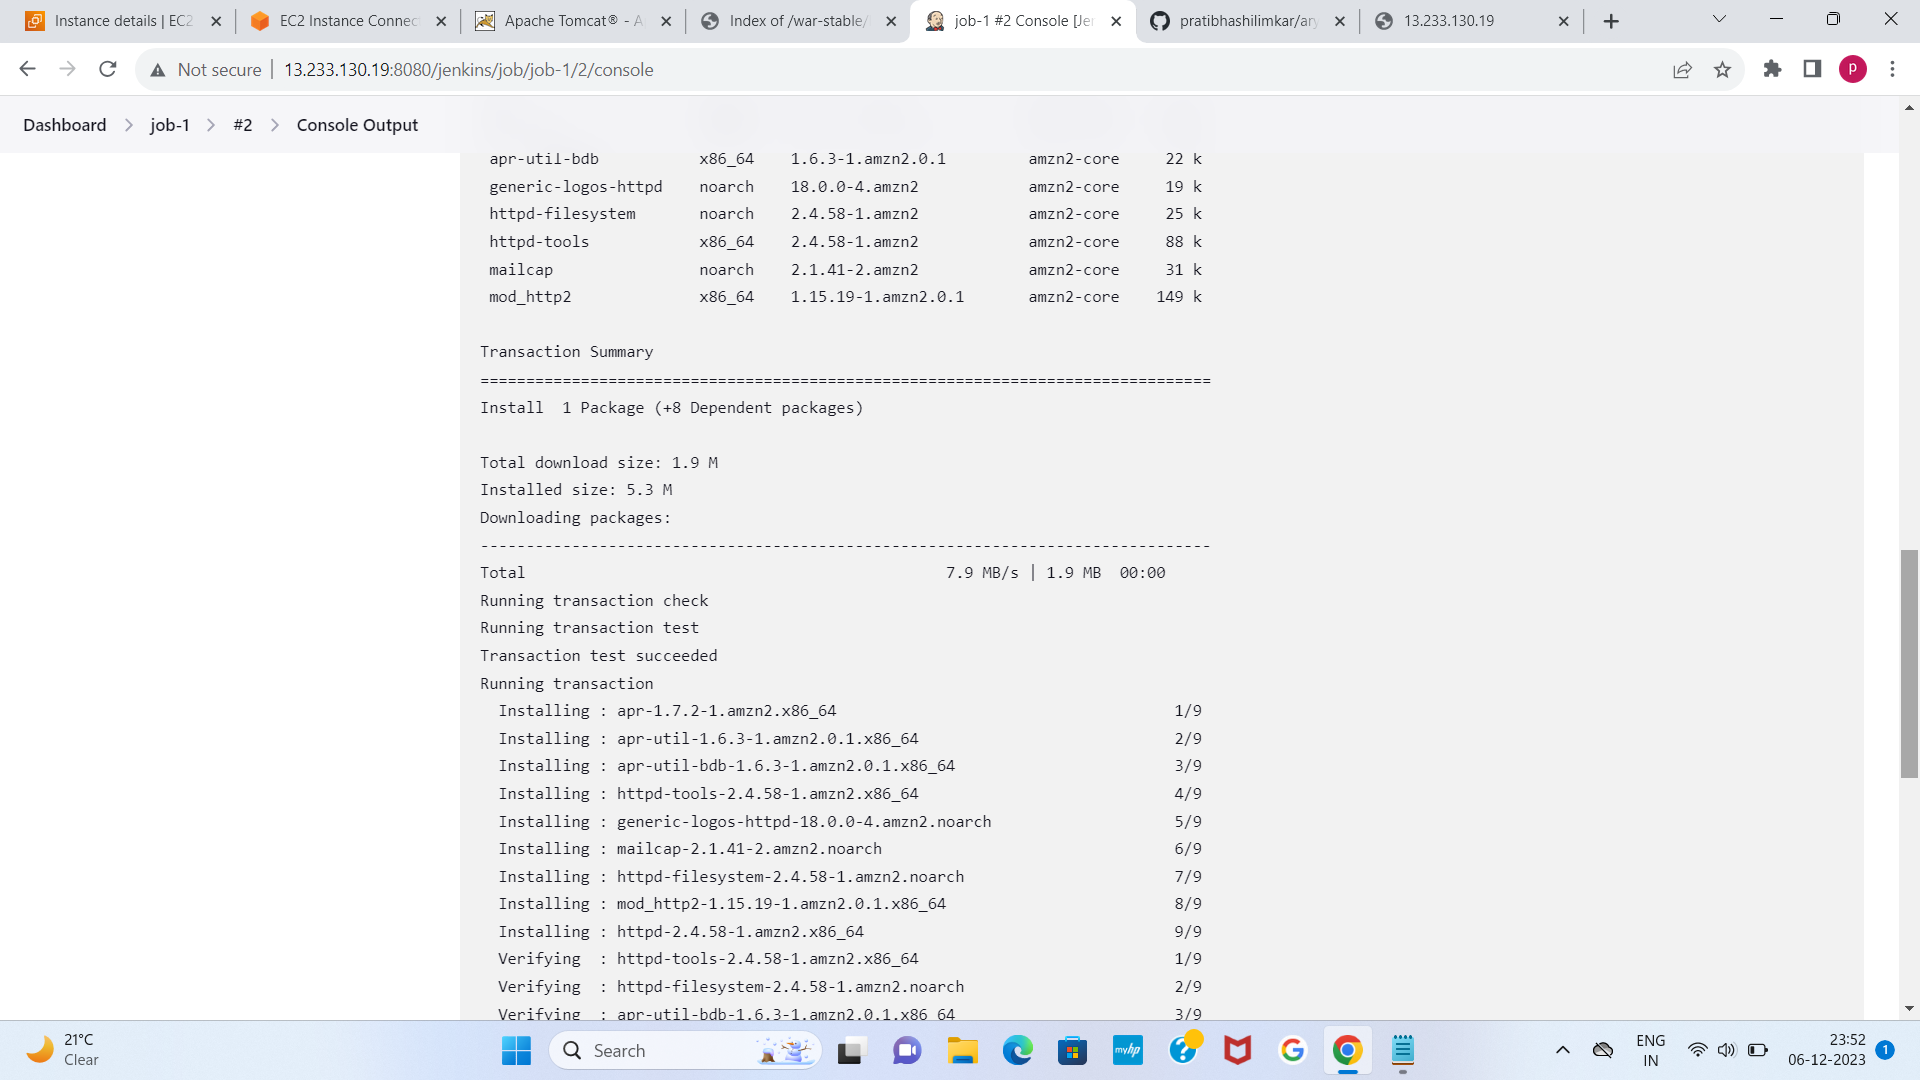 Instance details | EC2
EC2 Instance Connect
Apache Tomcat® - A
Index of /war-stable/
job-1 #2 Console [Jen
pratibhashilimkar/ary
13.233.130.19
Not secure
13.233.130.19:8080/jenkins/job/job-1/2/console
p
Dashboard > job-1 > #2 > Console Output
apr-util-bdb x86_64 1.6.3-1.amzn2.0.1 amzn2-core 22 k
generic-logos-httpd noarch 18.0.0-4.amzn2 amzn2-core 19 k
httpd-filesystem noarch 2.4.58-1.amzn2 amzn2-core 25 k
httpd-tools x86_64 2.4.58-1.amzn2 amzn2-core 88 k
mailcap noarch 2.1.41-2.amzn2 amzn2-core 31 k
mod_http2 x86_64 1.15.19-1.amzn2.0.1 amzn2-core 149 k
Transaction Summary
================================================================================
Install 1 Package (+8 Dependent packages)
Total download size: 1.9 M
Installed size: 5.3 M
Downloading packages:
--------------------------------------------------------------------------------
Total 7.9 MB/s | 1.9 MB 00:00
Running transaction check
Running transaction test
Transaction test succeeded
Running transaction
Installing : apr-1.7.2-1.amzn2.x86_64 1/9
Installing : apr-util-1.6.3-1.amzn2.0.1.x86_64 2/9
Installing : apr-util-bdb-1.6.3-1.amzn2.0.1.x86_64 3/9
Installing : httpd-tools-2.4.58-1.amzn2.x86_64 4/9
Installing : generic-logos-httpd-18.0.0-4.amzn2.noarch 5/9
Installing : mailcap-2.1.41-2.amzn2.noarch 6/9
Installing : httpd-filesystem-2.4.58-1.amzn2.noarch 7/9
Installing : mod_http2-1.15.19-1.amzn2.0.1.x86_64 8/9
Installing : httpd-2.4.58-1.amzn2.x86_64 9/9
Verifying : httpd-tools-2.4.58-1.amzn2.x86_64 1/9
Verifying : httpd-filesystem-2.4.58-1.amzn2.noarch 2/9
Verifying : apr-util-bdb-1.6.3-1.amzn2.0.1.x86_64 3/9
21°C
Clear
Search
myhp
ENG
IN
23:52
06-12-2023
1